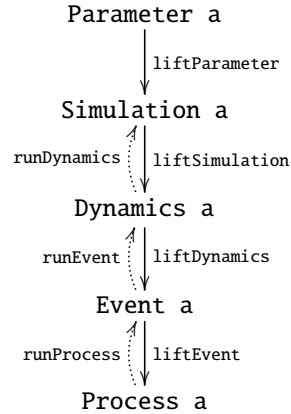 Parameter a
liftParameter
Simulation a
runDynamics liftSimulation
Dynamics a
runEvent liftDynamics
Event a
runProcess liftEvent
Process a